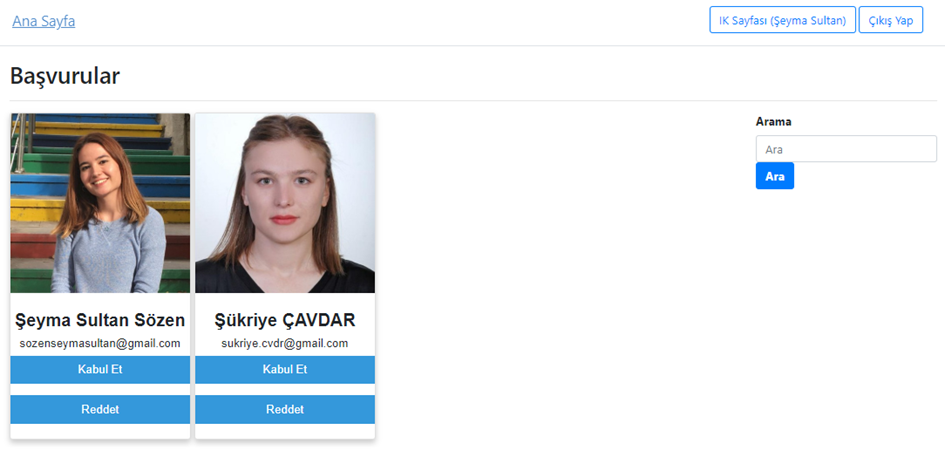 Ana Sayfa
IK Sayfası (Şeyma Sultan)
Çıkış Yap
Başvurular
Şeyma Sultan Sözen
sozenseymasultan@gmail.com
Kabul Et
Reddet
Şükriye ÇAVDAR
sukriye.cvdr@gmail.com
Kabul Et
Reddet
Arama
Ara
Ara